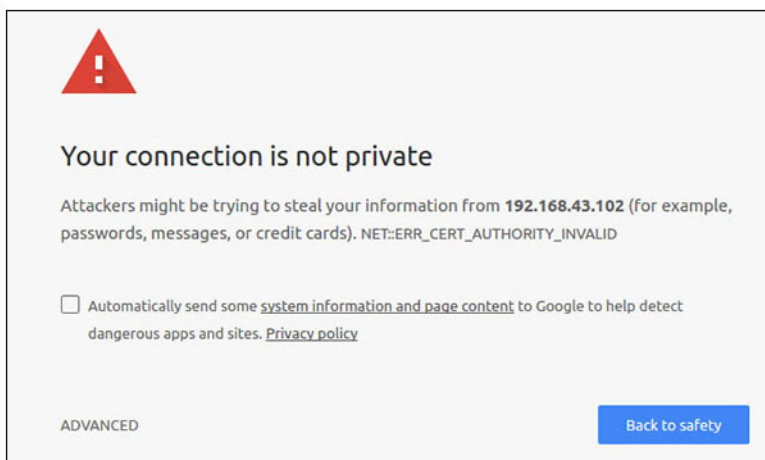 Your connection is not private
Attackers might be trying to steal your information from 192.168.43.102 (for example,
passwords, messages, or credit cards). NET::ERR_CERT_AUTHORITY_INVALID
Automatically send some system information and page content to Google to help detect
dangerous apps and sites. Privacy policy
ADVANCED
Back to safety